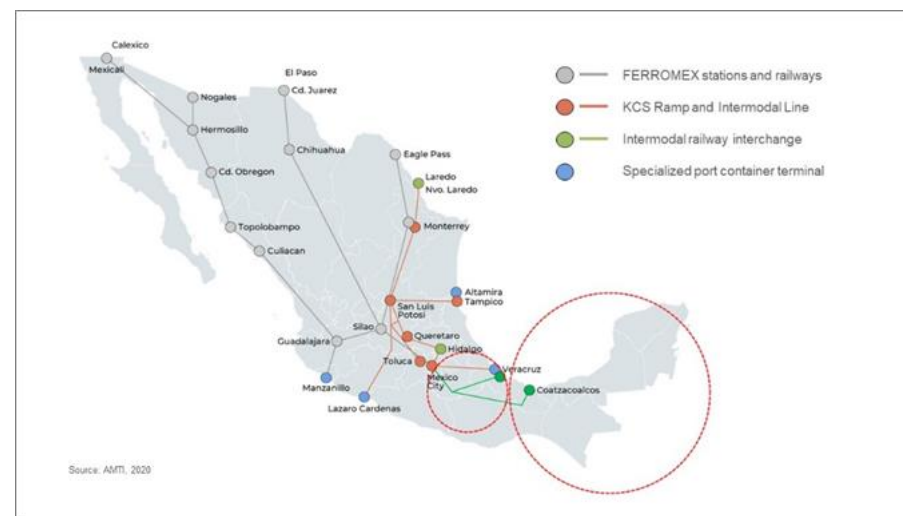 Calexico
Mexicali
Nogales
Hermosillo
Cd. Obregon
Topolobampo
Culiacan
El Paso
Cd. Juarez
Chihuahua
Eagle Pass
Laredo
Nvo. Laredo
Monterrey
Altamira
Tampico
San Luis
Potosi
Silao
Guadalajara
Queretaro
Hidalgo
Toluca
Mexico
City
Veracruz
Coatzacoalcos
Manzanillo
Lazaro Cardenas
FERROMEX stations and railways
KCS Ramp and Intermodal Line
Intermodal railway interchange
Specialized port container terminal
Source: AMTI, 2020